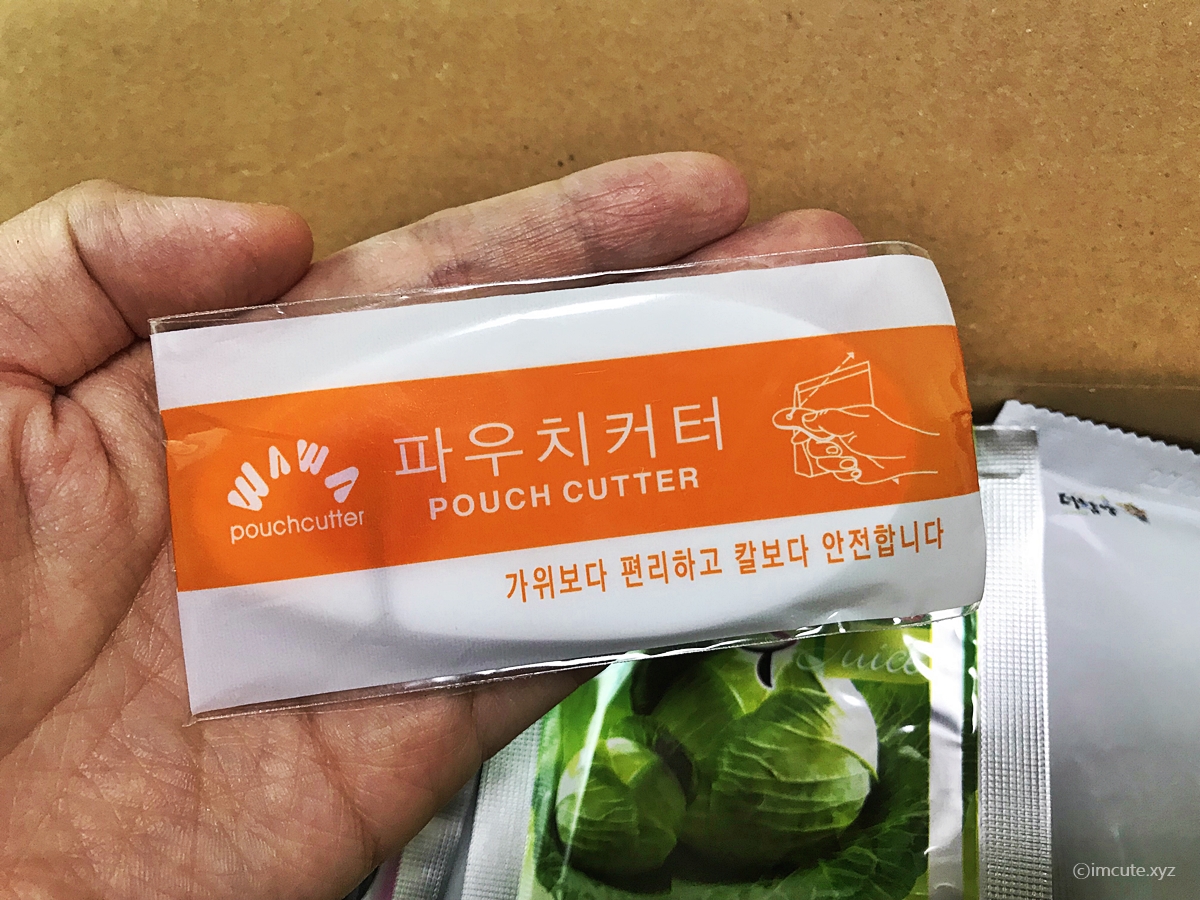 WAWA
pouchcutter
파우치커터
POUCH CUTTER
가위보다 편리하고 칼보다 안전합니다
Juice
ⓒimcute.xyz